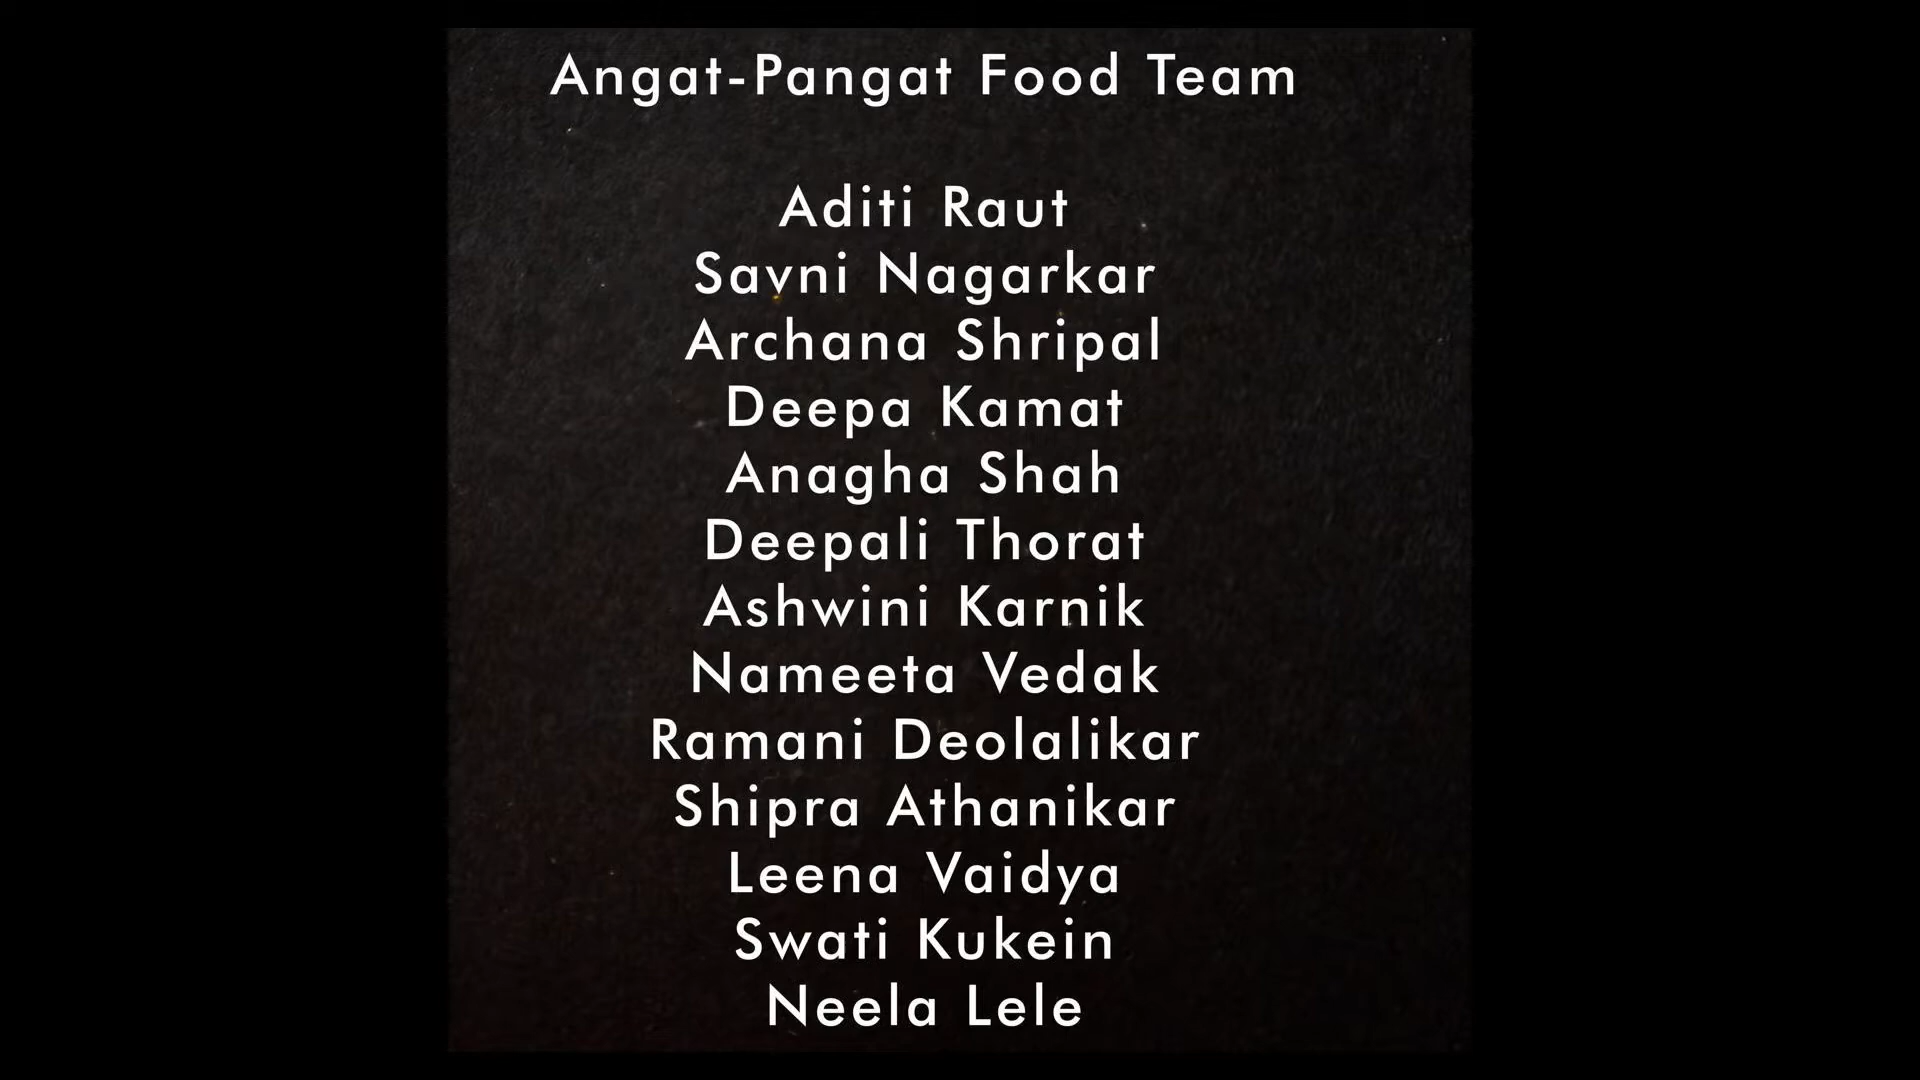 Angat-Pangat Food Team
Aditi Raut
Savni Nagarkar
Archana Shripal
Deepa Kamat
Anagha Shah
Deepali Thorat
Ashwini Karnik
Nameeta Vedak
Ramani Deolalikar
Shipra Athanikar
Leena Vaidya
Swati Kukein
Neela Lele